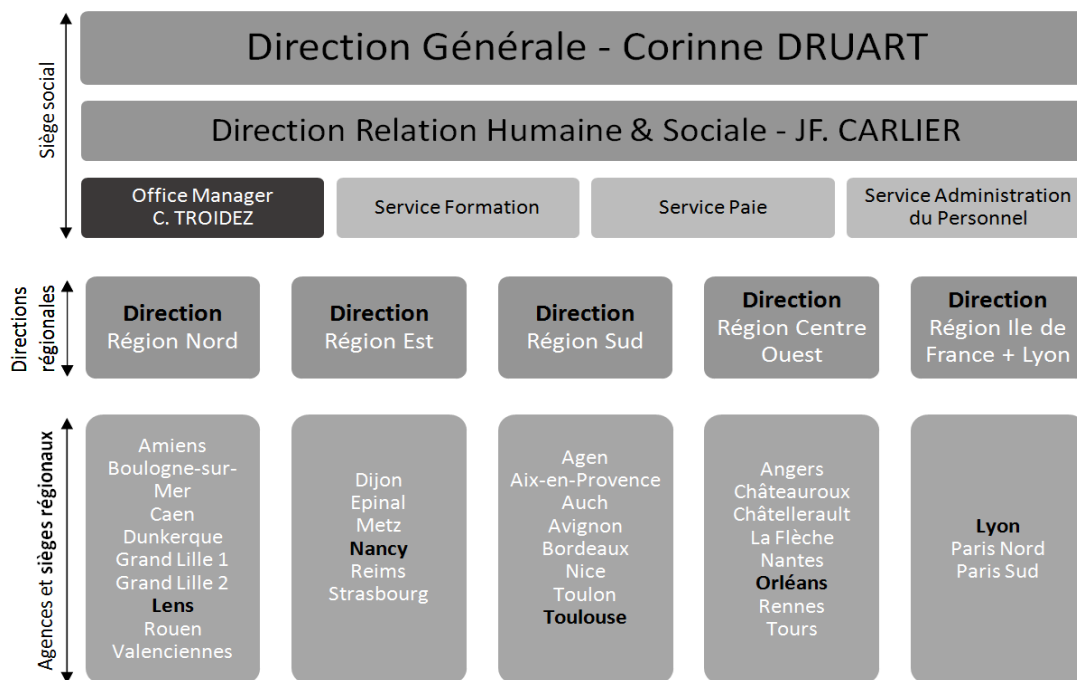 Siège social
Direction Générale - Corinne DRUART
Direction Relation Humaine & Sociale - JF. CARLIER
Office Manager
C. TROIDEZ
Service Formation
Service Paie
Service Administration
du Personnel
Directions
régionales
Direction
Région Nord
Direction
Région Est
Direction
Région Sud
Direction
Région Centre
Ouest
Direction
Région Ile de
France + Lyon
Agences et sièges régionaux
Amiens
Boulogne-sur-
Mer
Caen
Dunkerque
Grand Lille 1
Grand Lille 2
Lens
Rouen
Valenciennes
Dijon
Epinal
Metz
Nancy
Reims
Strasbourg
Agen
Aix-en-Provence
Auch
Avignon
Bordeaux
Nice
Toulon
Toulouse
Angers
Châteauroux
Châtellerault
La Flèche
Nantes
Orléans
Rennes
Tours
Lyon
Paris Nord
Paris Sud